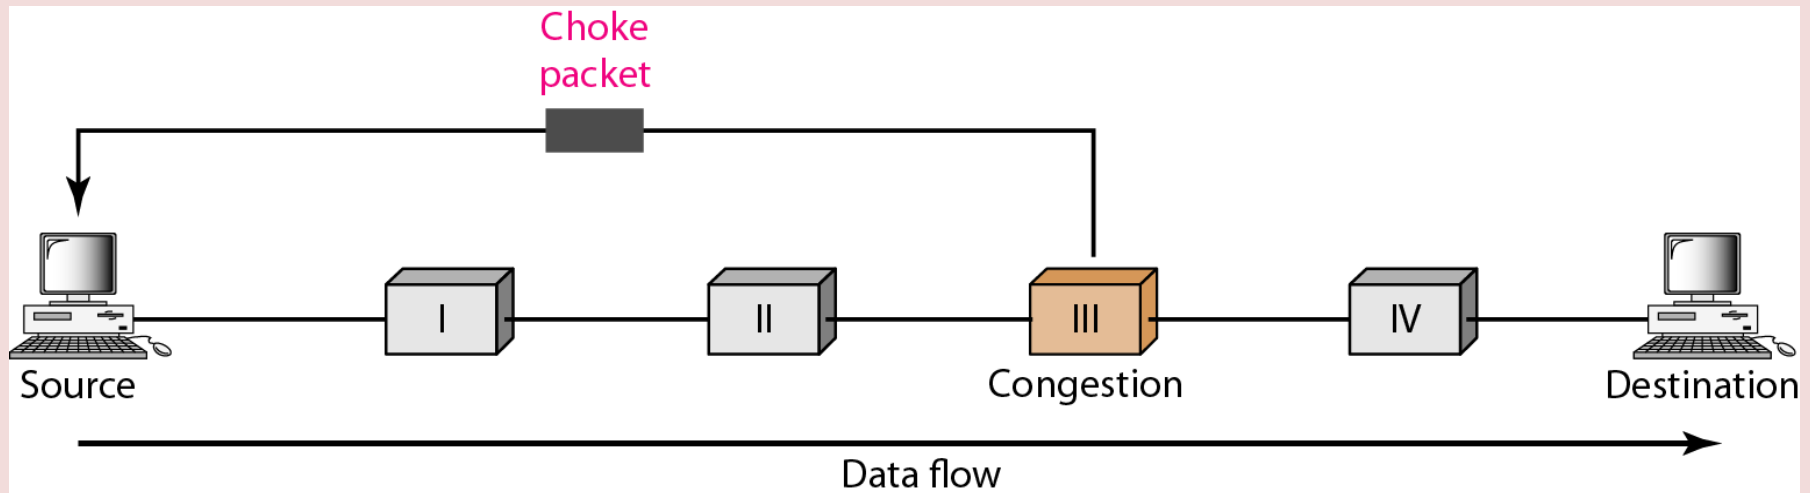 Choke
packet
I
II
III
IV
Source
Congestion
Destination
Data flow